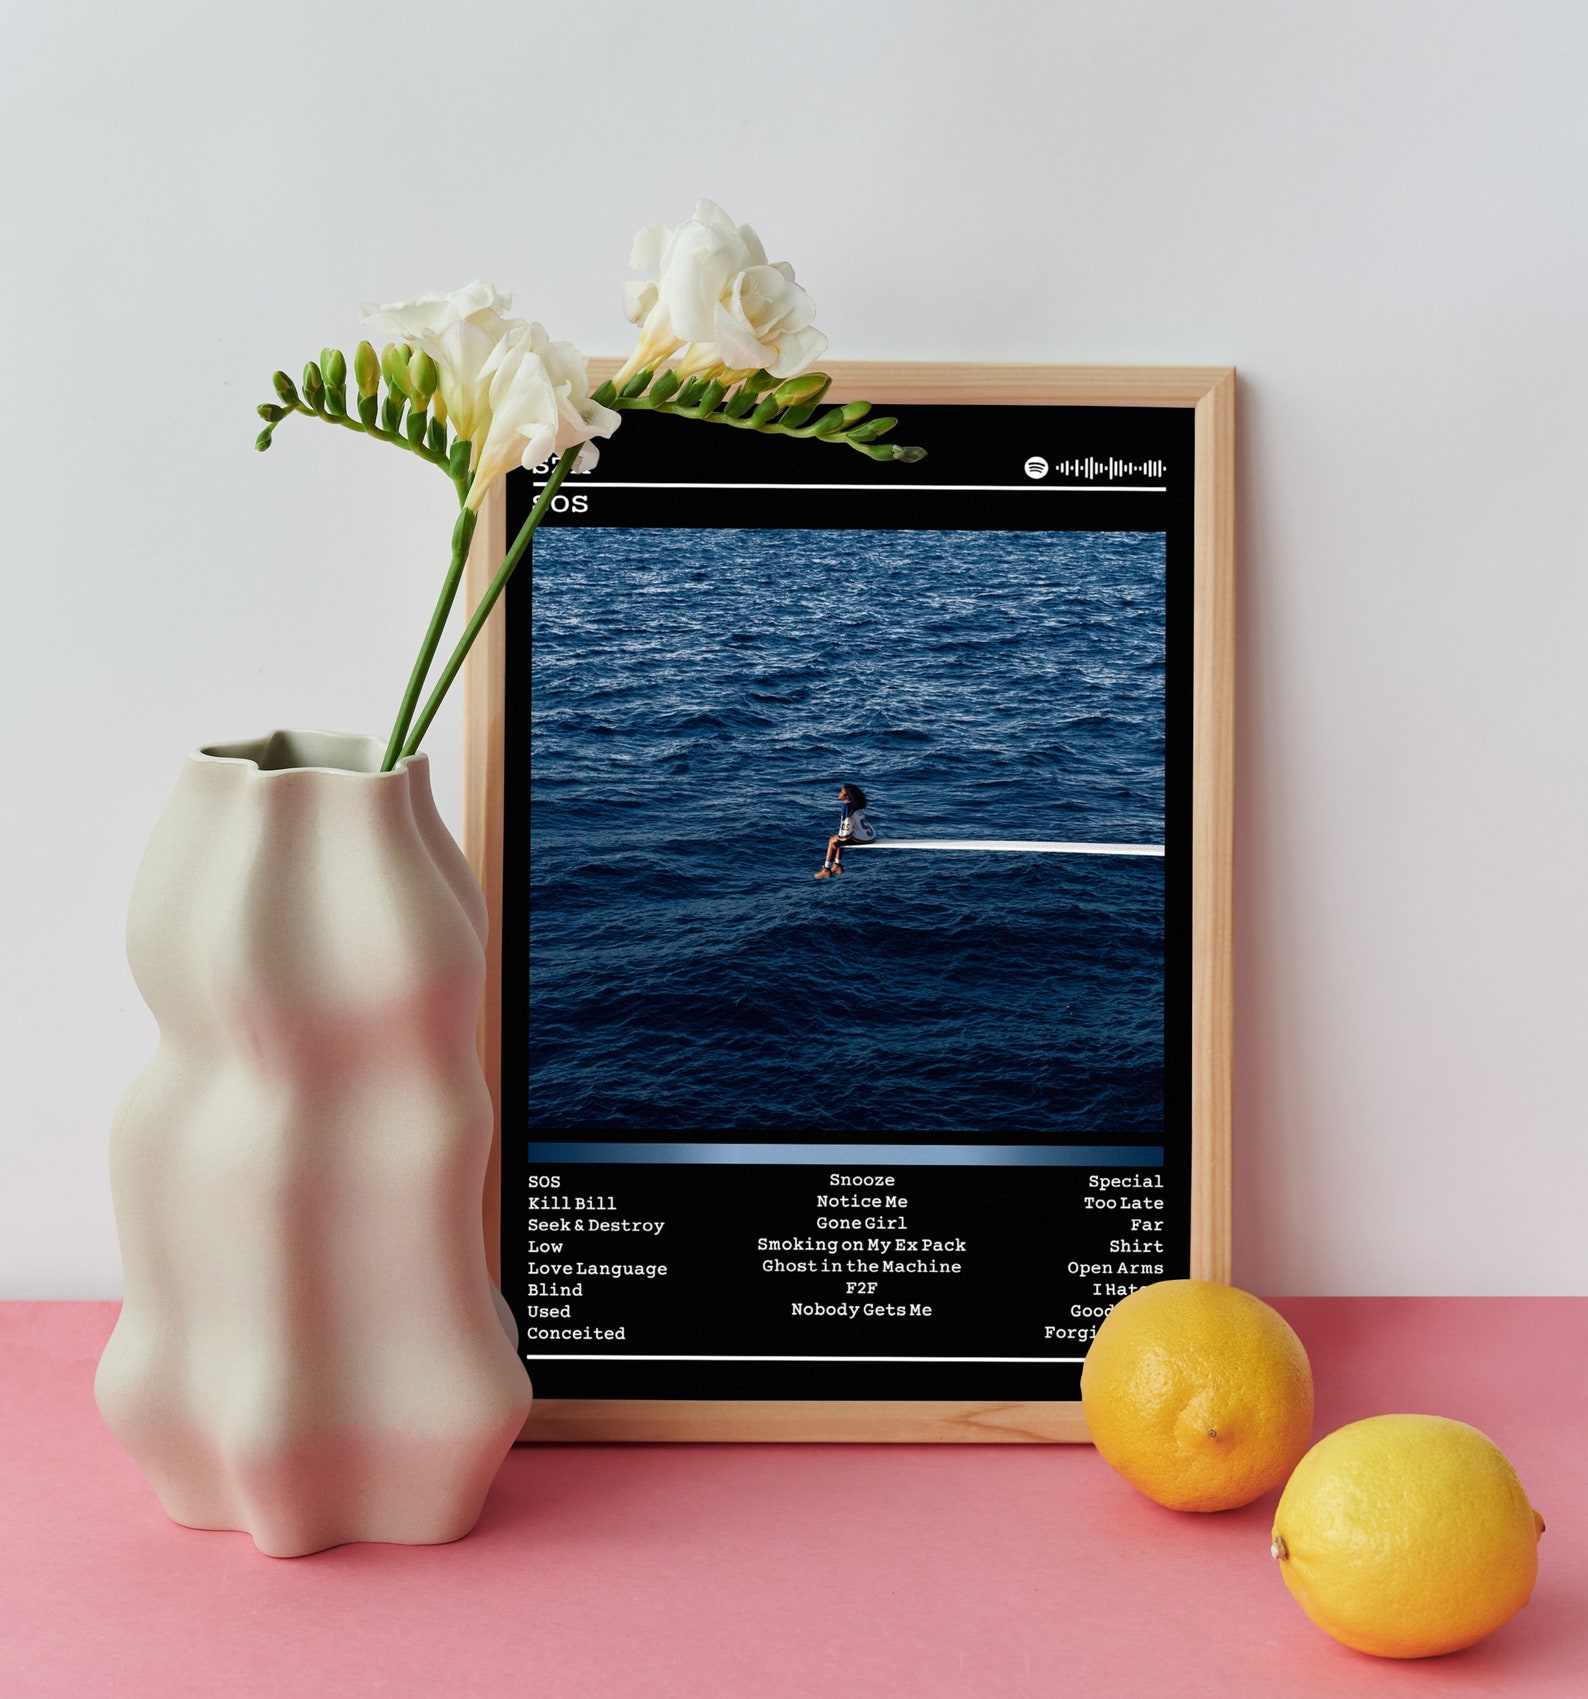 SZA
SOS
SOS
Kill Bill
Seek & Destroy
Low
Love Language
Blind
Used
Conceited
Snooze
Notice Me
Gone Girl
Smoking on My Ex Pack
Ghost in the Machine
F2F
Nobody Gets Me
Special
Too Late
Far
Shirt
Open Arms
I